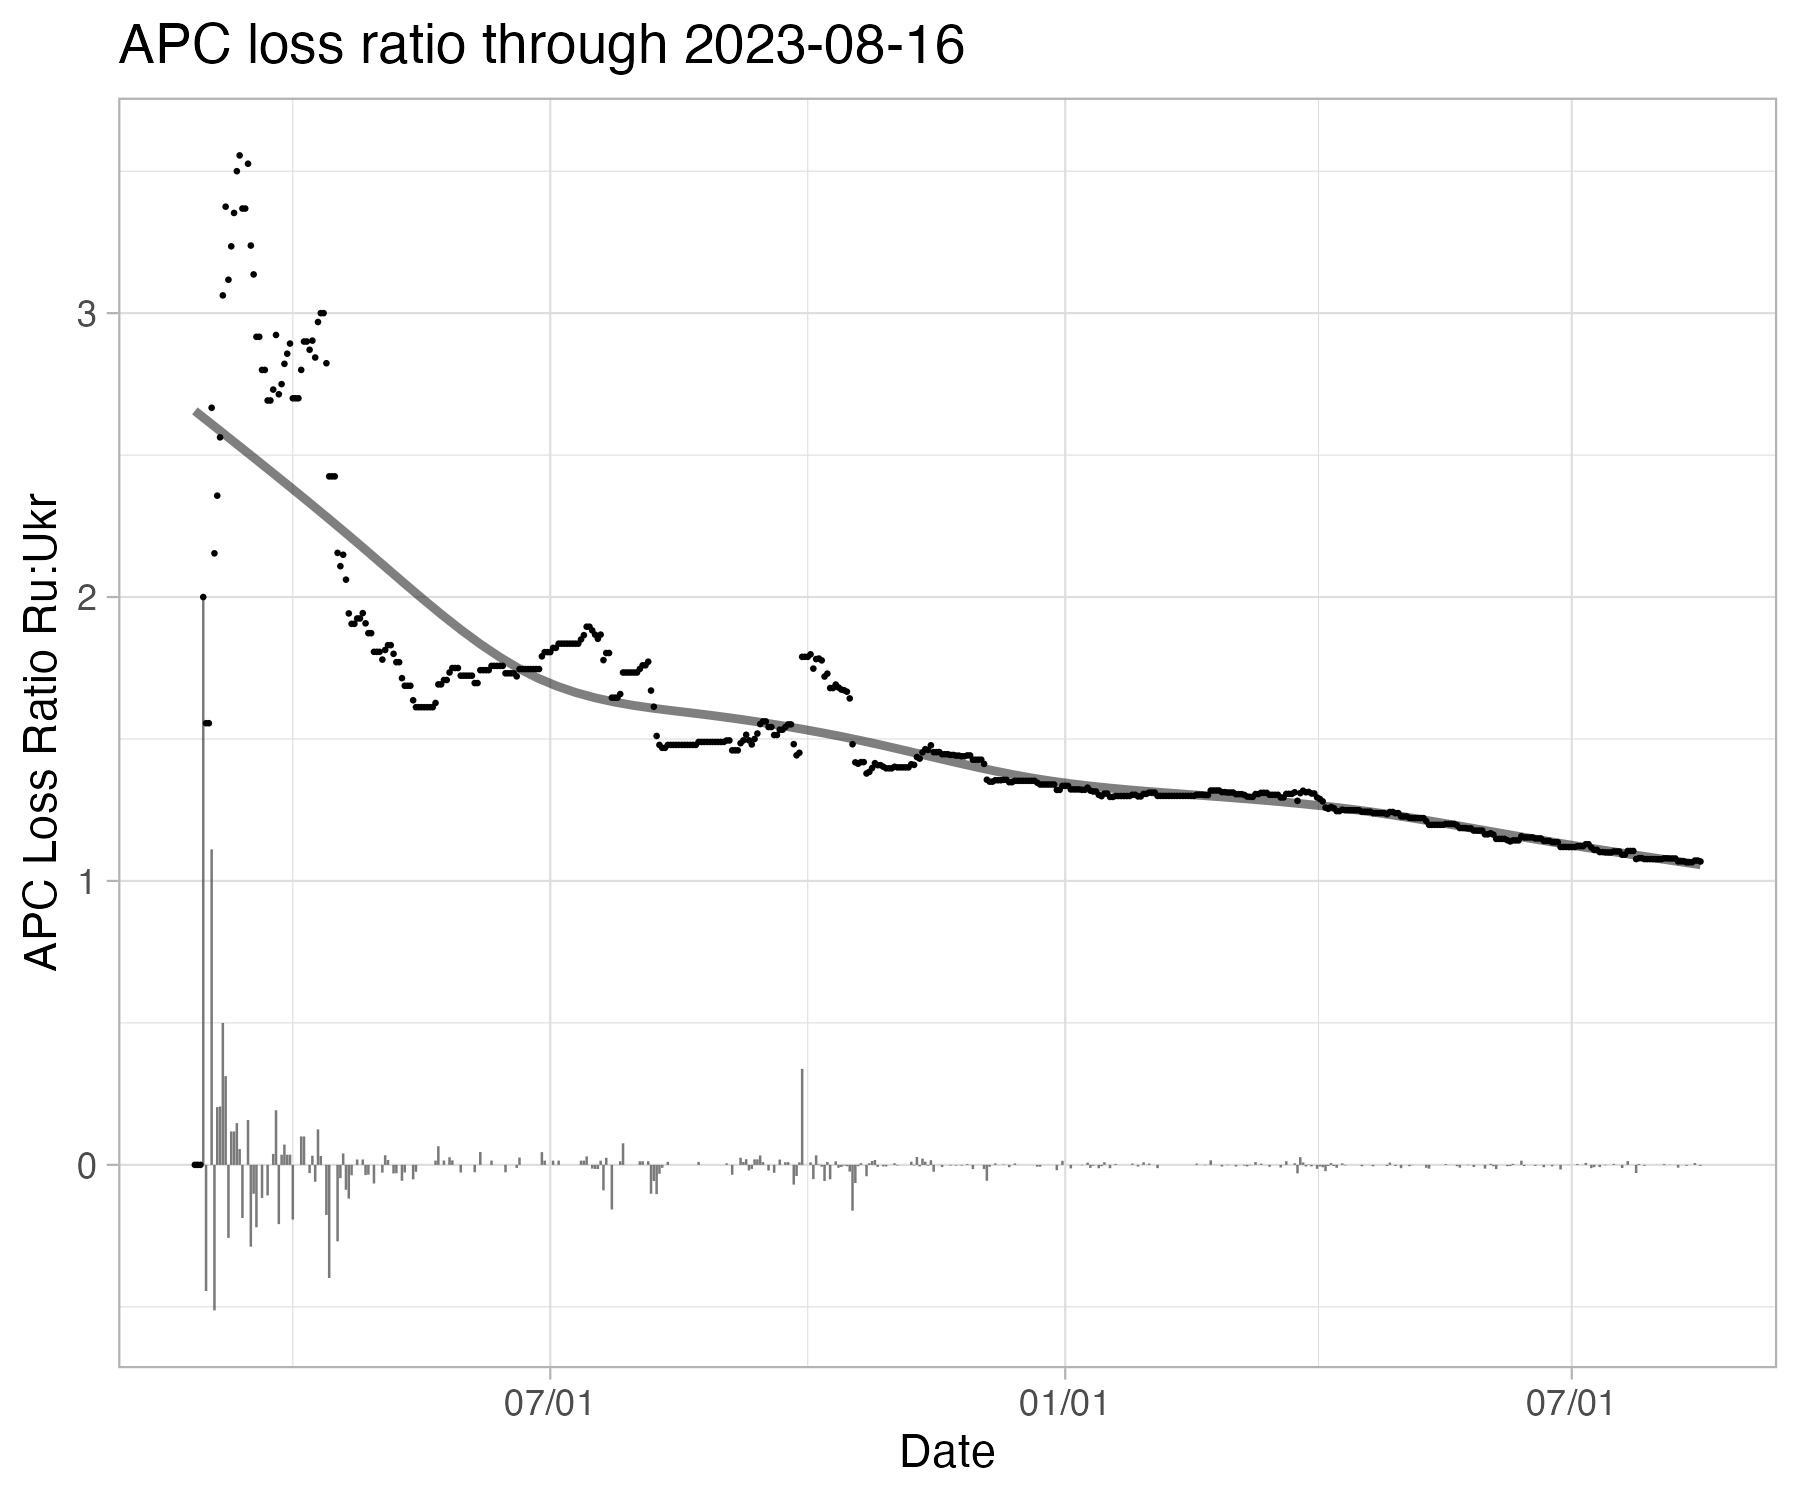 APC loss ratio through 2023-08-16
APC Loss Ratio Ru:Ukr
3
2
1
0
07/01
01/01
07/01
Date